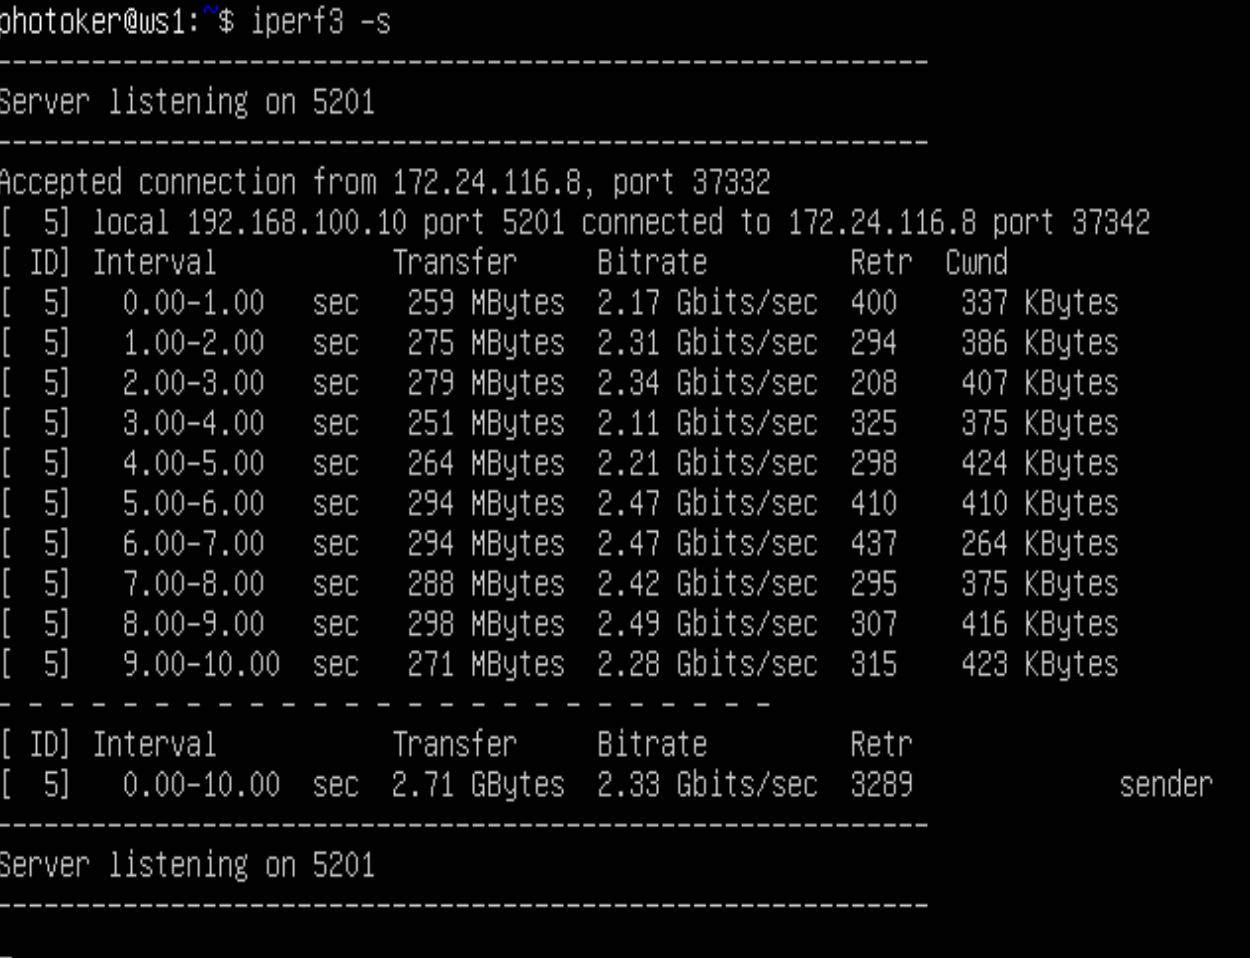 photoker@ws1:~$ iperf3 -s
-----------------------------------------------------------
Server listening on 5201
-----------------------------------------------------------
Accepted connection from 172.24.116.8, port 37332
[  5] local 192.168.100.10 port 5201 connected to 172.24.116.8 port 37342
[ ID] Interval           Transfer     Bitrate         Retr  Cwnd
[  5]   0.00-1.00   sec   259 MBytes  2.17 Gbits/sec  400    337 KBytes
[  5]   1.00-2.00   sec   275 MBytes  2.31 Gbits/sec  294    386 KBytes
[  5]   2.00-3.00   sec   279 MBytes  2.34 Gbits/sec  208    407 KBytes
[  5]   3.00-4.00   sec   251 MBytes  2.11 Gbits/sec  325    375 KBytes
[  5]   4.00-5.00   sec   264 MBytes  2.21 Gbits/sec  298    424 KBytes
[  5]   5.00-6.00   sec   294 MBytes  2.47 Gbits/sec  410    410 KBytes
[  5]   6.00-7.00   sec   294 MBytes  2.47 Gbits/sec  437    264 KBytes
[  5]   7.00-8.00   sec   288 MBytes  2.42 Gbits/sec  295    375 KBytes
[  5]   8.00-9.00   sec   298 MBytes  2.49 Gbits/sec  307    416 KBytes
[  5]   9.00-10.00  sec   271 MBytes  2.28 Gbits/sec  315    423 KBytes
- - - - - - - - - - - - - - - - - - - - - - - - -
[ ID] Interval           Transfer     Bitrate         Retr
[  5]   0.00-10.00  sec  2.71 GBytes  2.33 Gbits/sec  3289             sender
-----------------------------------------------------------
Server listening on 5201
-----------------------------------------------------------